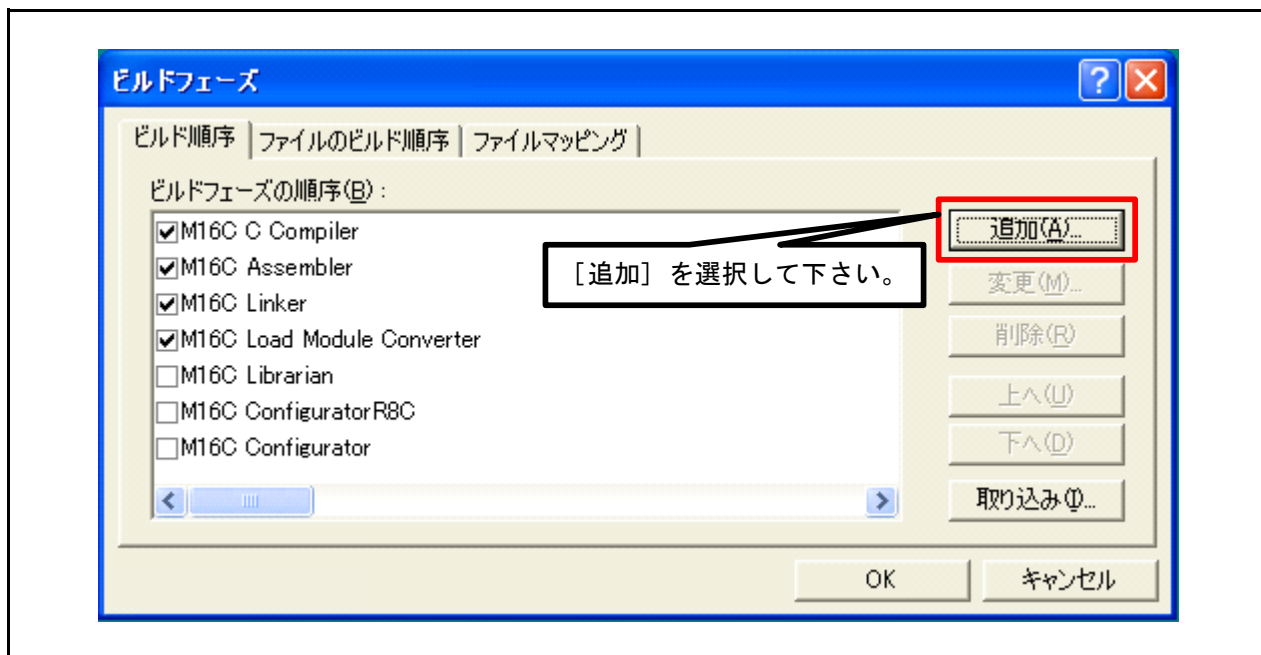 ビルドフェーズ
ビルド順序
ファイルのビルド順序
ファイルマッピング
ビルドフェーズの順序(B):
M16C C Compiler
M16C Assembler
M16C Linker
M16C Load Module Converter
M16C Librarian
M16C ConfiguratorR8C
M16C Configurator
[追加] を選択して下さい。
追加(A)...
変更(M)...
削除(R)
上へ(U)
下へ(D)
取り込み(I)...
OK
キャンセル